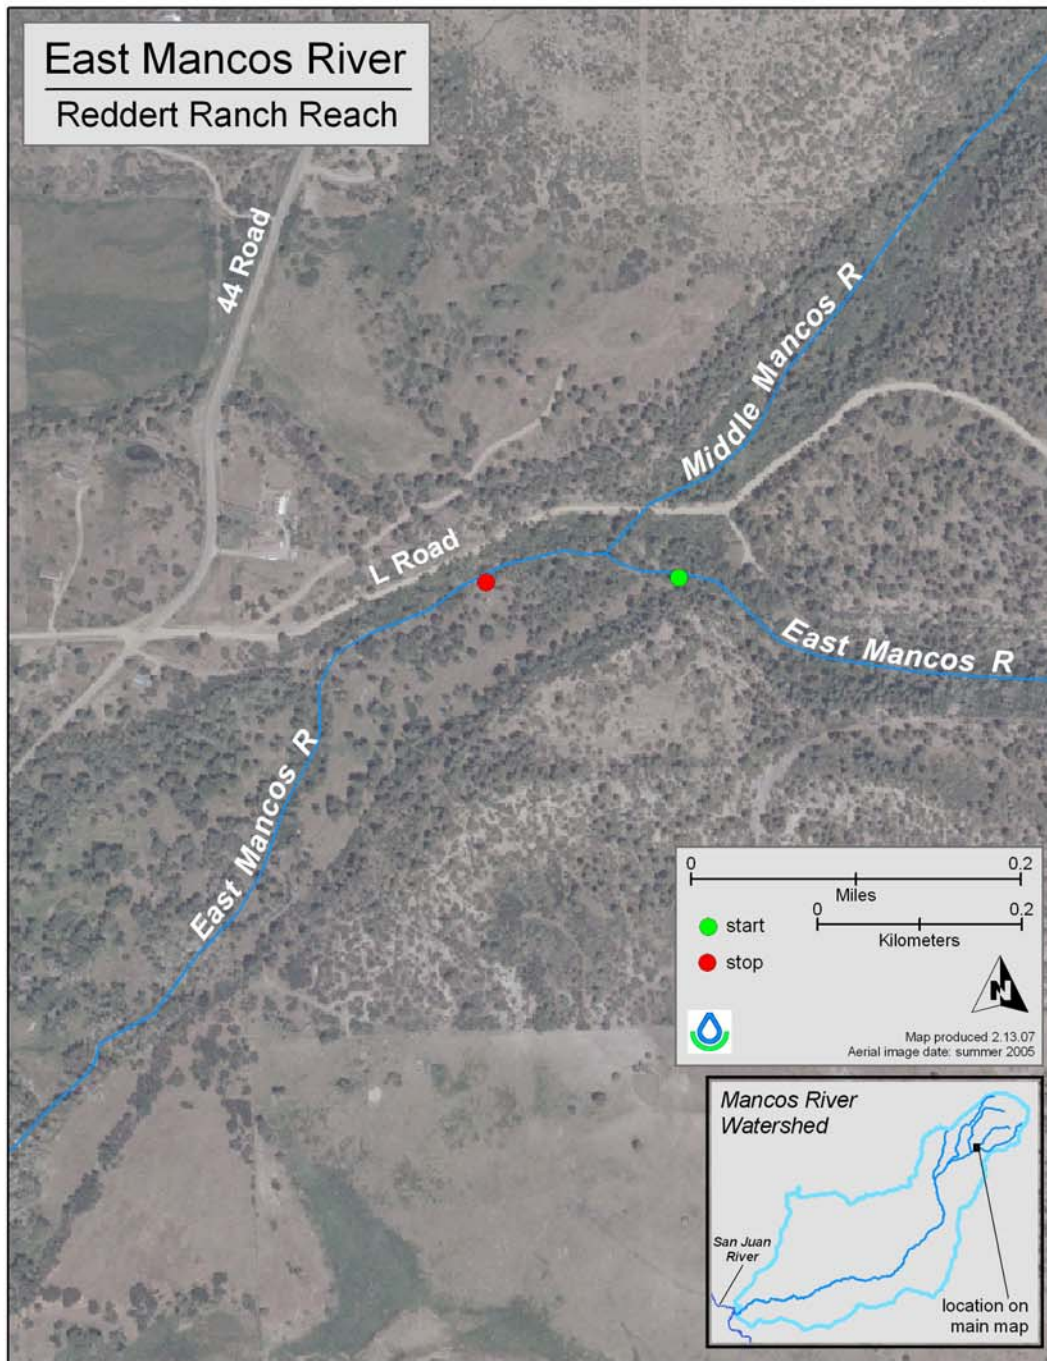 East Mancos River
Reddert Ranch Reach
44 Road
Middle Mancos R
L Road
East Mancos R
East Mancos R
0 0.2
Miles
0 0.2
Kilometers
start
stop
N
Map produced 2.13.07
Aerial image date: summer 2005
Mancos River
Watershed
San Juan
River
location on
main map